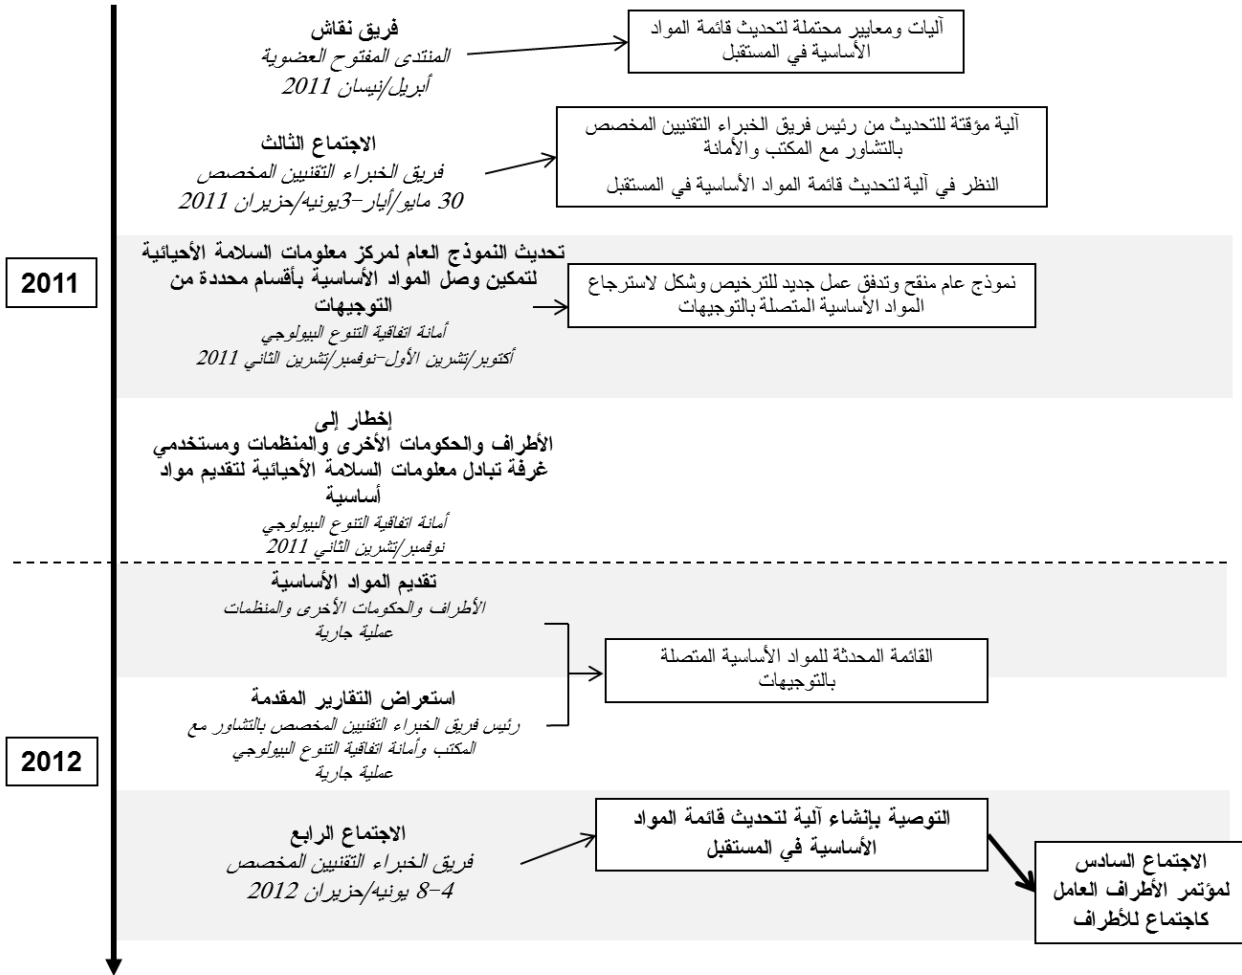 فريق نقاش
المنتدى المفتوح العضوية
أبريل/نيسان 2011
آليات ومعايير محتملة لتحديث قائمة المواد
الأساسية في المستقبل
الاجتماع الثالث
فريق الخبراء التقنيين المخصص
30 مايو/أيار-3يونيه/حزيران 2011
آلية مؤقتة للتحديث من رئيس فريق الخبراء التقنيين المخصص
بالتشاور مع المكتب والأمانة
النظر في آلية لتحديث قائمة المواد الأساسية في المستقبل
2011
تحديث النموذج العام لمركز معلومات السلامة الأحيائية
لتمكين وصل المواد الأساسية بأقسام محددة من
التوجيهات
أمانة اتفاقية التنوع البيولوجي
أكتوبر/تشرين الأول-نوفمبر/تشرين الثاني 2011
نموذج عام منقح وتدفق عمل جديد للترخيص وشكل لاسترجاع
المواد الأساسية المتصلة بالتوجيهات
إخطار إلى
الأطراف والحكومات الأخرى والمنظمات ومستخدمي
غرفة تبادل معلومات السلامة الأحيائية لتقديم مواد
أساسية
أمانة اتفاقية التنوع البيولوجي
نوفمبر/تشرين الثاني 2011
تقديم المواد الأساسية
الأطراف والحكومات الأخرى والمنظمات
عملية جارية
القائمة المحدثة للمواد الأساسية المتصلة
بالتوجيهات
استعراض التقارير المقدمة
رئيس فريق الخبراء التقنيين المخصص بالتشاور مع
المكتب وأمانة اتفاقية التنوع البيولوجي
عملية جارية
2012
الاجتماع الرابع
فريق الخبراء التقنيين المخصص
4-8 يونيه/حزيران 2012
التوصية بإنشاء آلية لتحديث قائمة المواد
الأساسية في المستقبل
الاجتماع السادس
لمؤتمر الأطراف العامل
كاجتماع للأطراف